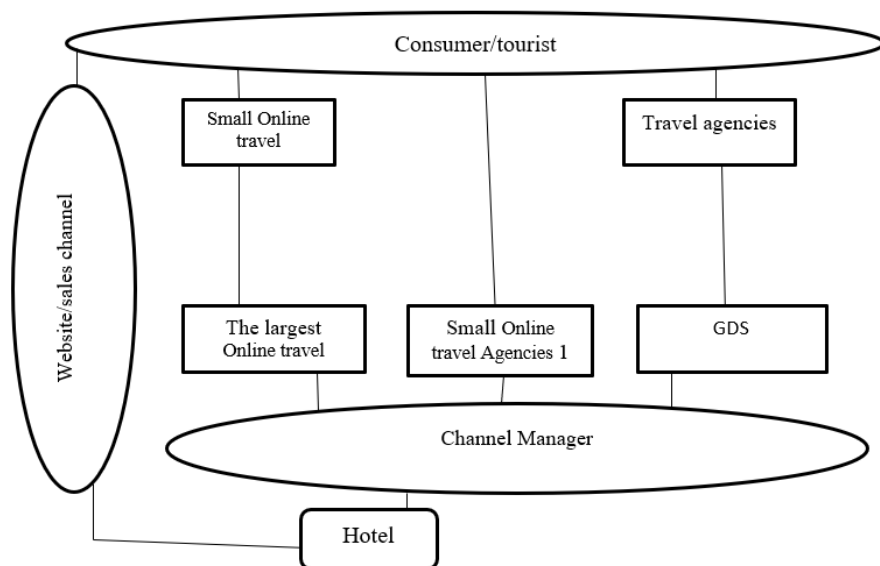 Consumer/tourist
Small Online
travel
Travel agencies
Website/sales channel
The largest
Online travel
Small Online
travel Agencies 1
GDS
Channel Manager
Hotel